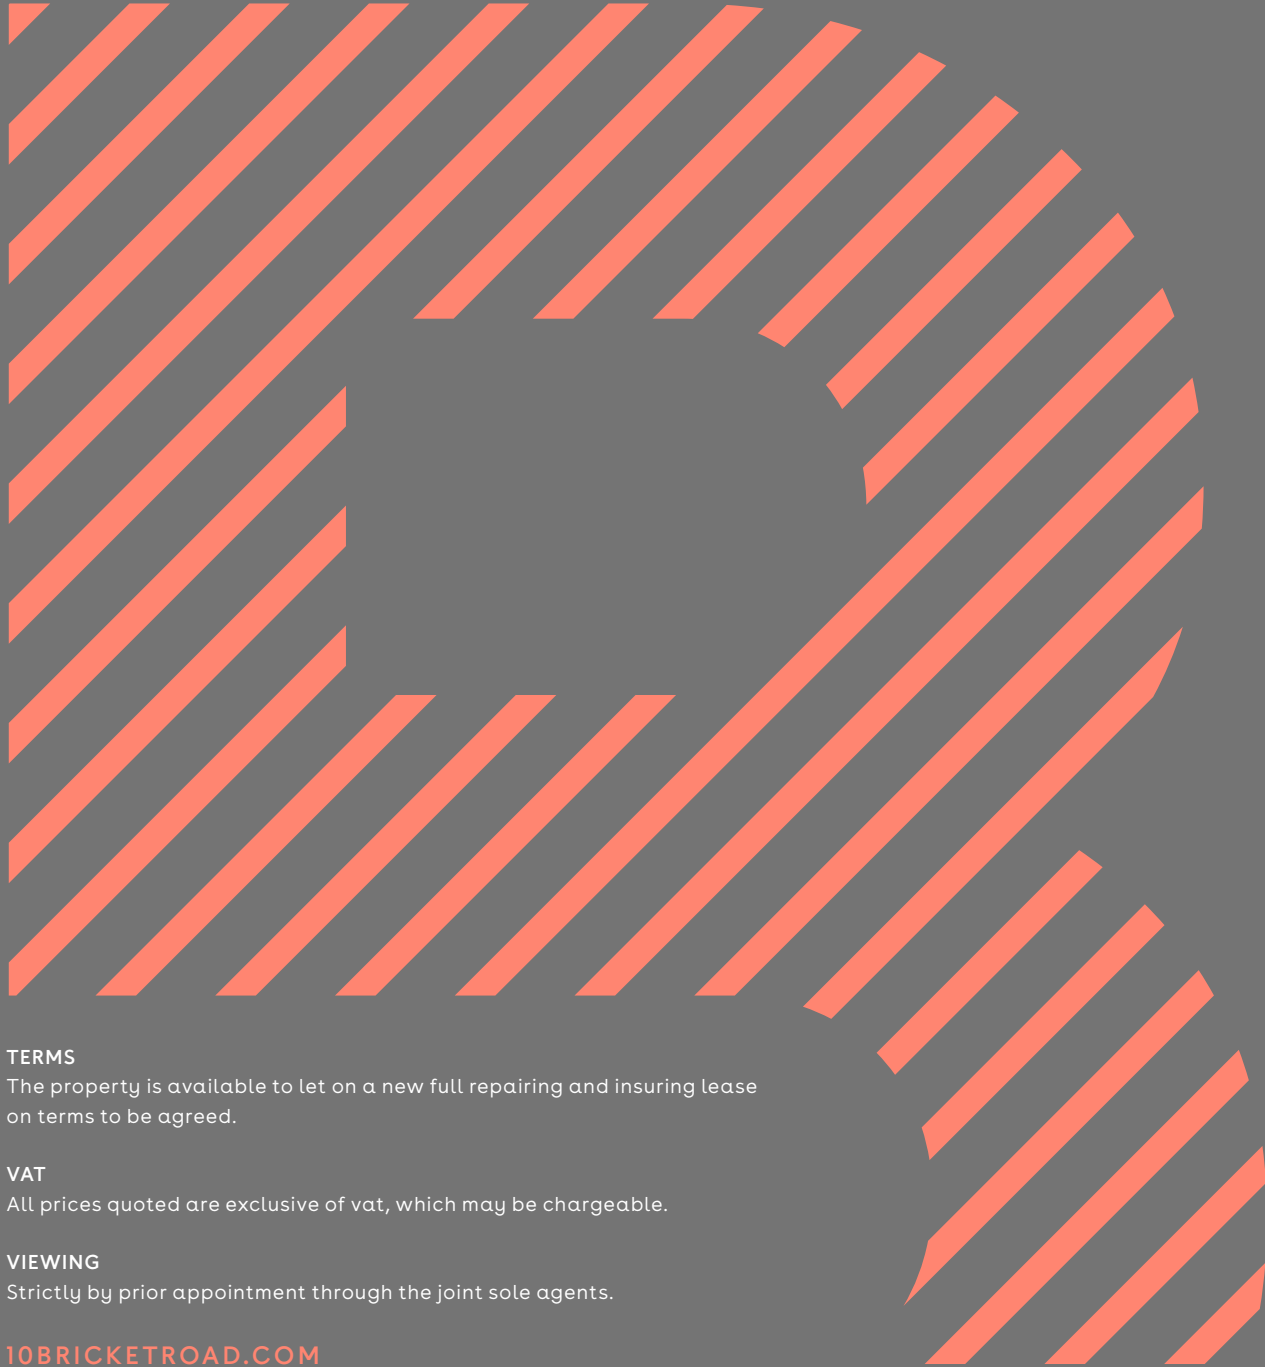 TERMS
The property is available to let on a new full repairing and insuring lease
on terms to be agreed.
VAT
All prices quoted are exclusive of vat, which may be chargeable.
VIEWING
Strictly by prior appointment through the joint sole agents.
10BRICKETROAD.COM